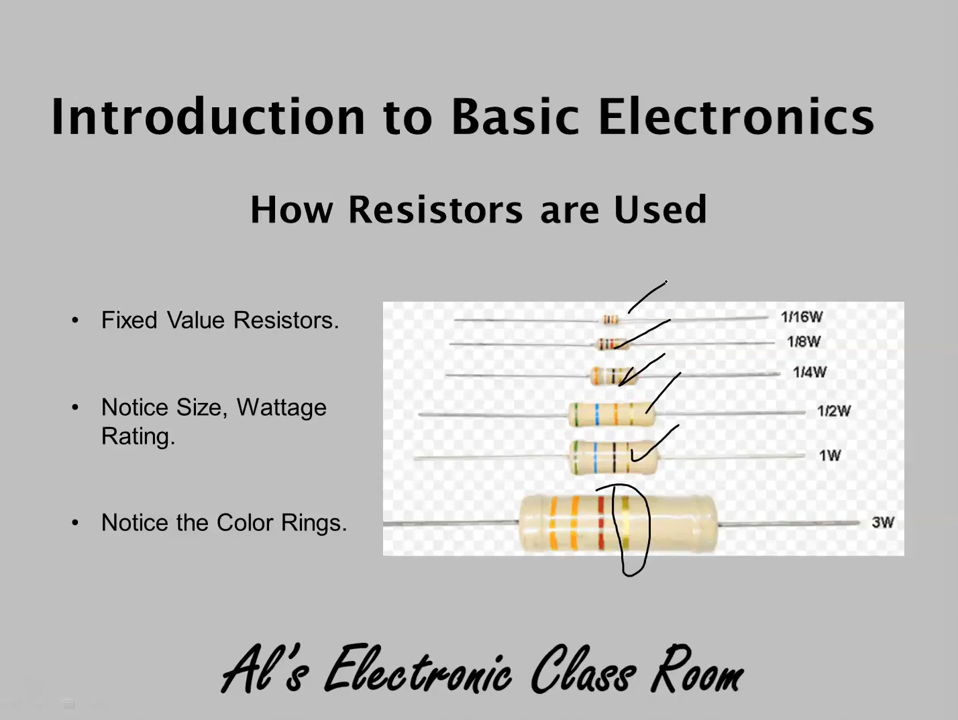 Introduction to Basic Electronics
How Resistors are Used
• Fixed Value Resistors.
• Notice Size, Wattage
Rating.
• Notice the Color Rings.
1/16W
1/8W
1/4W
1/2W
1W
3W
Al's Electronic Class Room